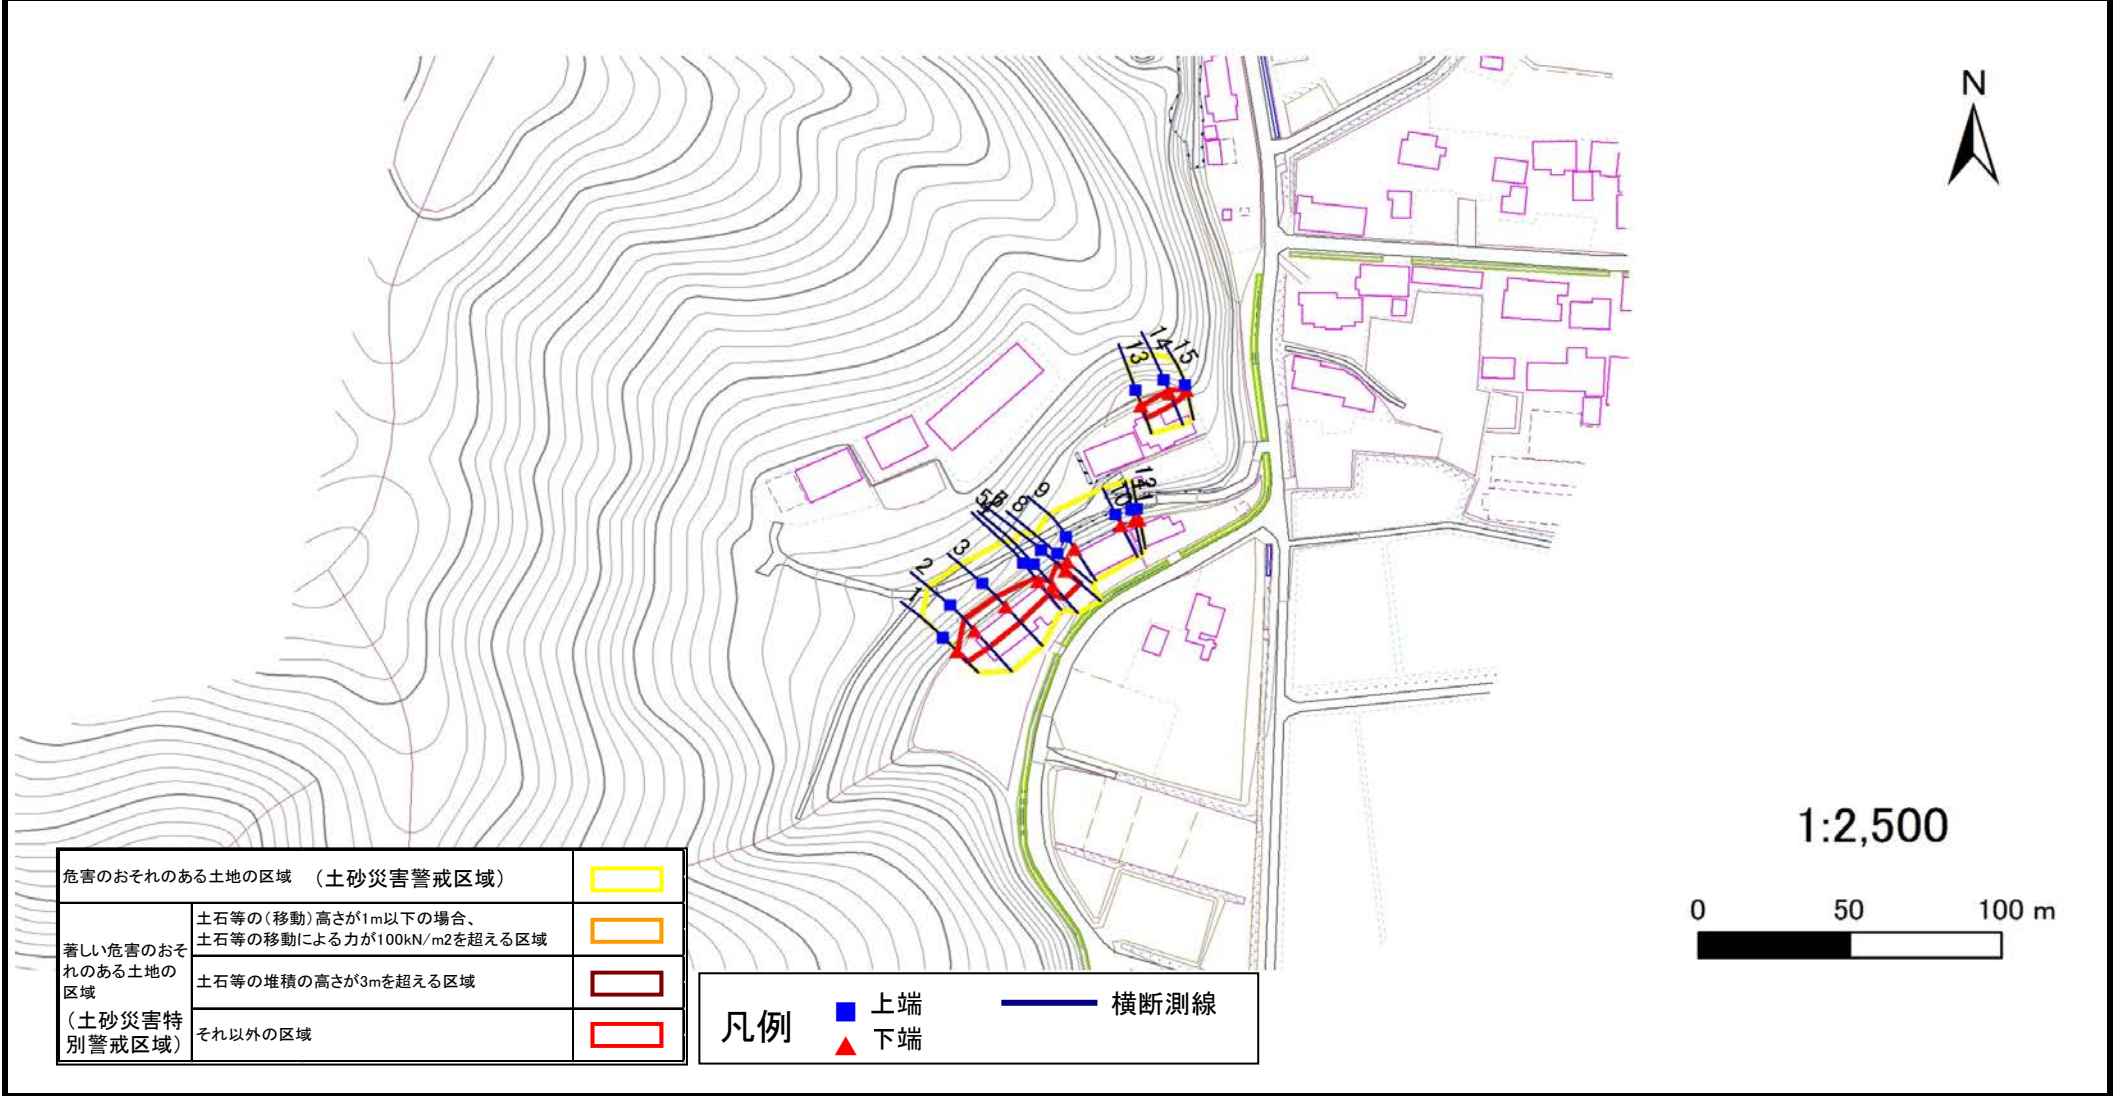 N
14
15
13
12
10
9
8
5
3
2
1
1:2,500
0 50 100 m
危害のおそれのある土地の区域 (土砂災害警戒区域)
著しい危害のおそ
れのある土地の
区域
(土砂災害特
別警戒区域)
土石等の(移動)高さが1m以下の場合、
土石等の移動による力が100kN/m2を超える区域
土石等の堆積の高さが3mを超える区域
それ以外の区域
凡例
上端
下端
横断測線